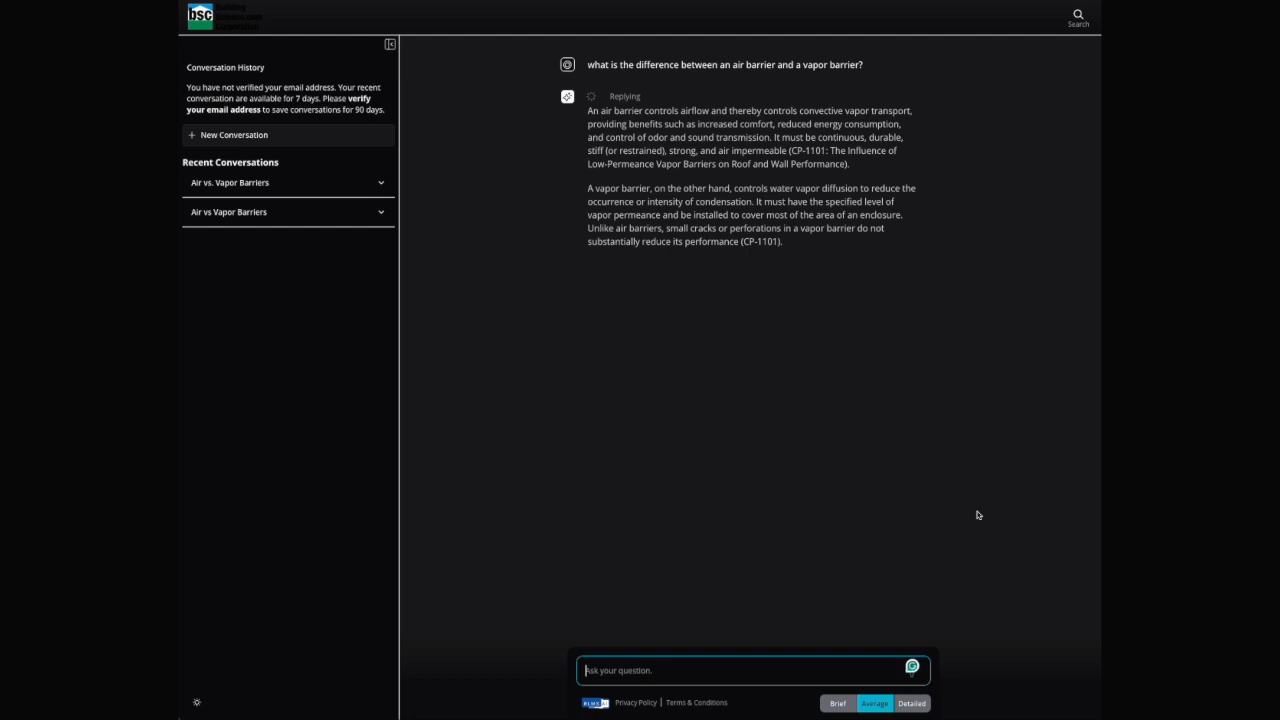 bsc
Building
Science.com
Corporation
Search
Conversation History
You have not verified your email address. Your recent
conversation are available for 7 days. Please verify
your email address to save conversations for 90 days.
+ New Conversation
Recent Conversations
Air vs. Vapor Barriers
Air vs Vapor Barriers
what is the difference between an air barrier and a vapor barrier?
Replying
An air barrier controls airflow and thereby controls convective vapor transport,
providing benefits such as increased comfort, reduced energy consumption,
and control of odor and sound transmission. It must be continuous, durable,
stiff (or restrained), strong, and air impermeable (CP-1101: The Influence of
Low-Permeance Vapor Barriers on Roof and Wall Performance).
A vapor barrier, on the other hand, controls water vapor diffusion to reduce the
occurrence or intensity of condensation. It must have the specified level of
vapor permeance and be installed to cover most of the area of an enclosure.
Unlike air barriers, small cracks or perforations in a vapor barrier do not
substantially reduce its performance (CP-1101).
Ask your question.
Privacy Policy | Terms & Conditions
Brief Average Detailed